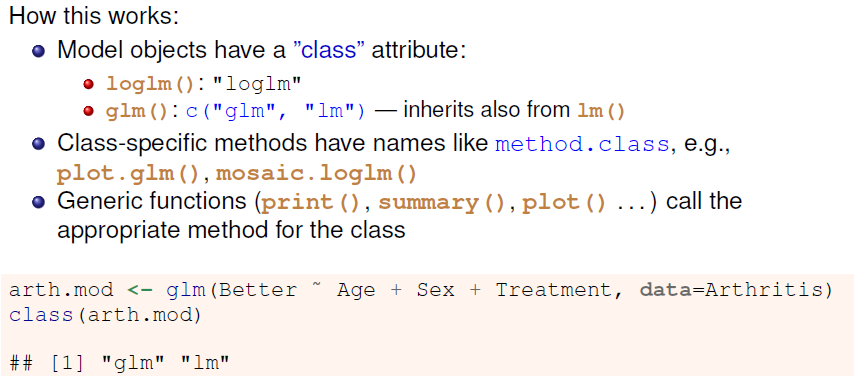 How this works:
Model objects have a ”class” attribute:
loglm(): "loglm"
glm(): c("glm", "lm") — inherits also from lm()
Class-specific methods have names like method.class, e.g.,
plot.glm(), mosaic.loglm()
Generic functions (print(), summary(), plot() ...) call the
appropriate method for the class
arth.mod <- glm(Better ~ Age + Sex + Treatment, data=Arthritis)
class(arth.mod)
## [1] "glm" "lm"